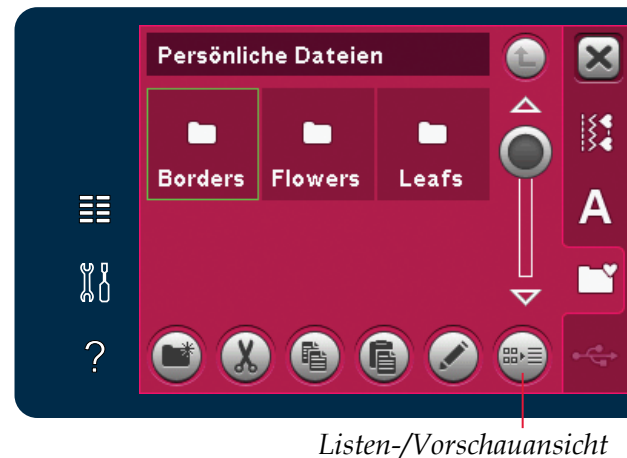 Persönliche Dateien
Borders
Flowers
Leafs
A
?
Listen-/Vorschauansicht